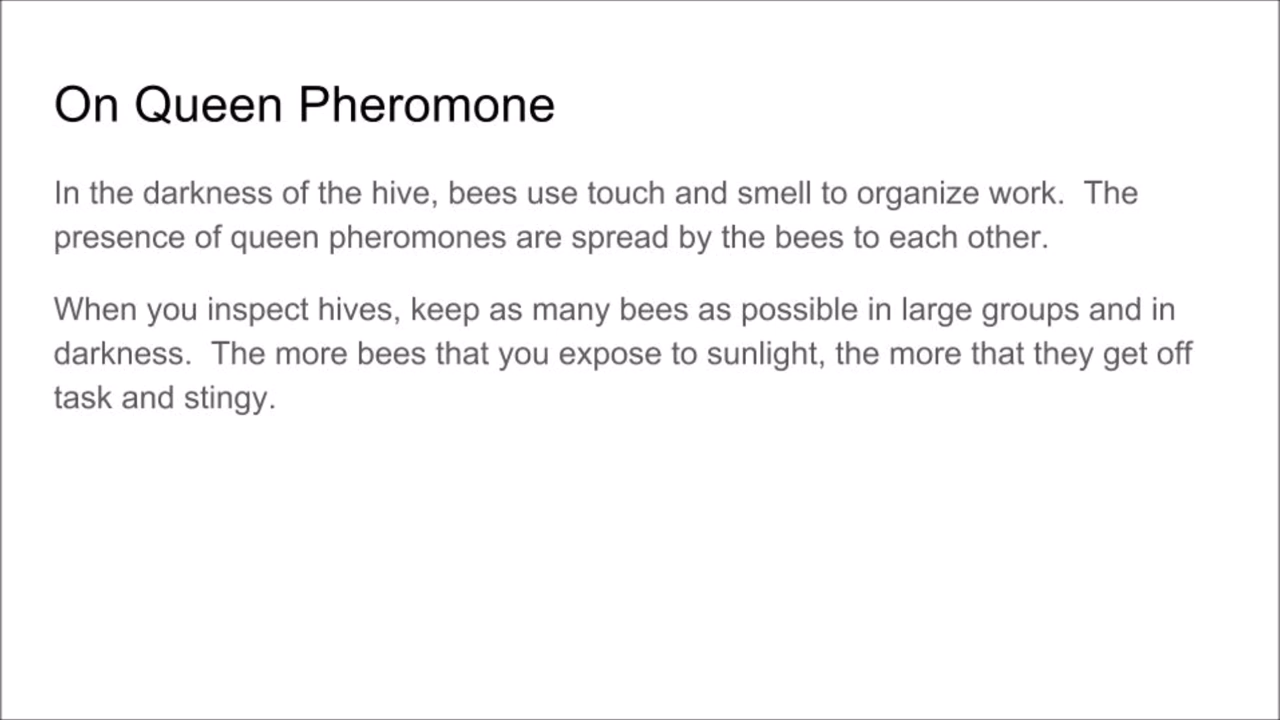 On Queen Pheromone
In the darkness of the hive, bees use touch and smell to organize work.  The
presence of queen pheromones are spread by the bees to each other.
When you inspect hives, keep as many bees as possible in large groups and in
darkness.  The more bees that you expose to sunlight, the more that they get off
task and stingy.